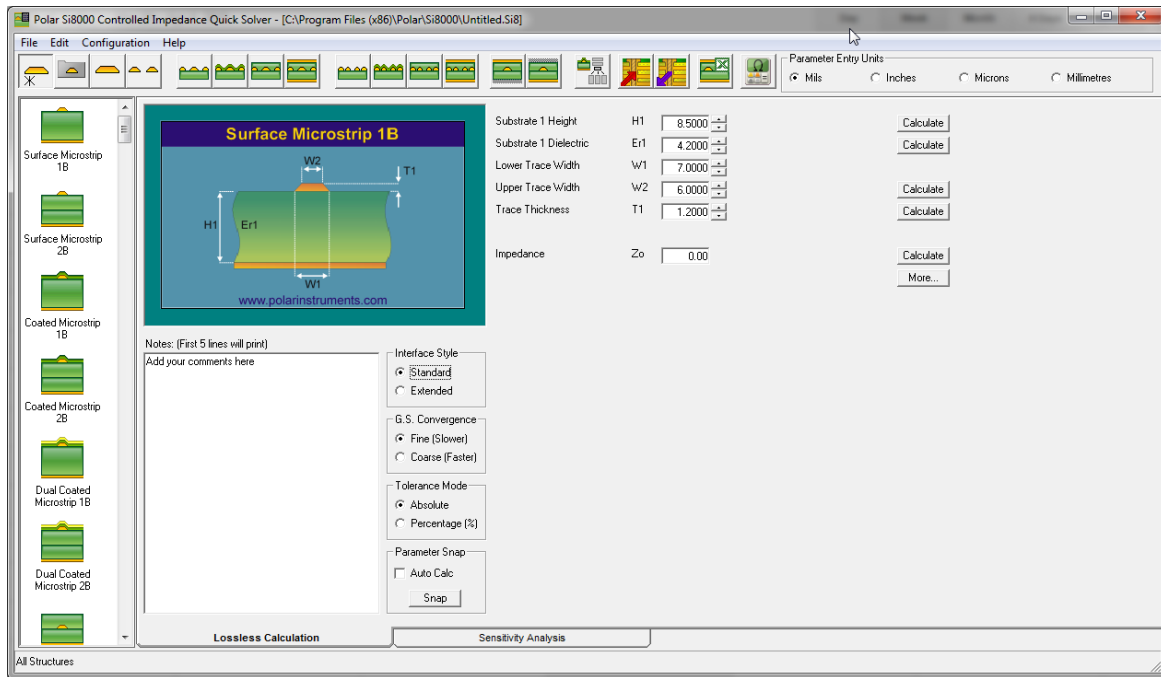 Polar Si8000 Controlled Impedance Quick Solver - [C:\Program Files (x86)\Polar\Si8000\Untitled.Si8]
File Edit Configuration Help
Parameter Entry Units
Mils Inches Microns Millimetres
Surface Microstrip
1B
Surface Microstrip
2B
Coated Microstrip
1B
Coated Microstrip
2B
Dual Coated
Microstrip 1B
Dual Coated
Microstrip 2B
Surface Microstrip 1B
W2
T1
H1 Er1
W1
www.polarinstruments.com
Substrate 1 Height H1 8.5000 Calculate
Substrate 1 Dielectric Er1 4.2000 Calculate
Lower Trace Width W1 7.0000
Upper Trace Width W2 6.0000 Calculate
Trace Thickness T1 1.2000 Calculate
Impedance Zo 0.00 Calculate
More...
Notes: (First 5 lines will print)
Add your comments here
Interface Style
Standard
Extended
G.S. Convergence
Fine (Slower)
Coarse (Faster)
Tolerance Mode
Absolute
Percentage (%)
Parameter Snap
Auto Calc
Snap
Lossless Calculation Sensitivity Analysis
All Structures